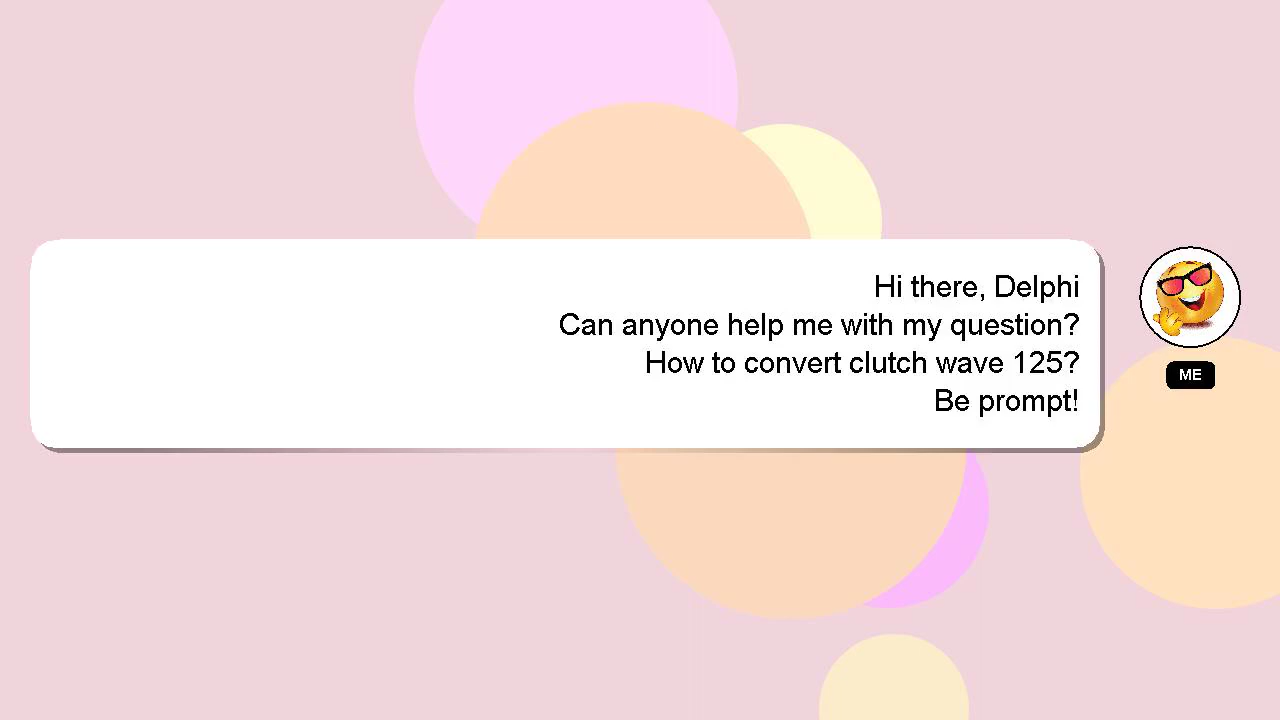 Hi there, Delphi
Can anyone help me with my question?
How to convert clutch wave 125?
Be prompt!
ME